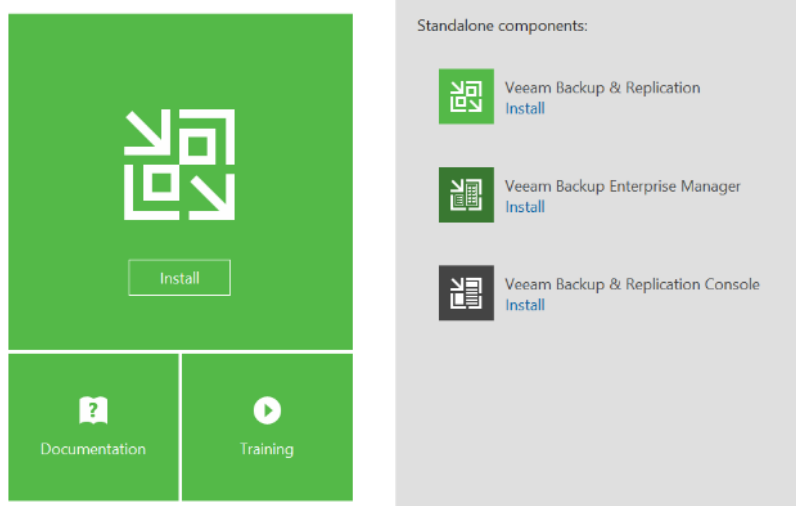 Install
Documentation
Training
Standalone components:
Veeam Backup & Replication
Install
Veeam Backup Enterprise Manager
Install
Veeam Backup & Replication Console
Install